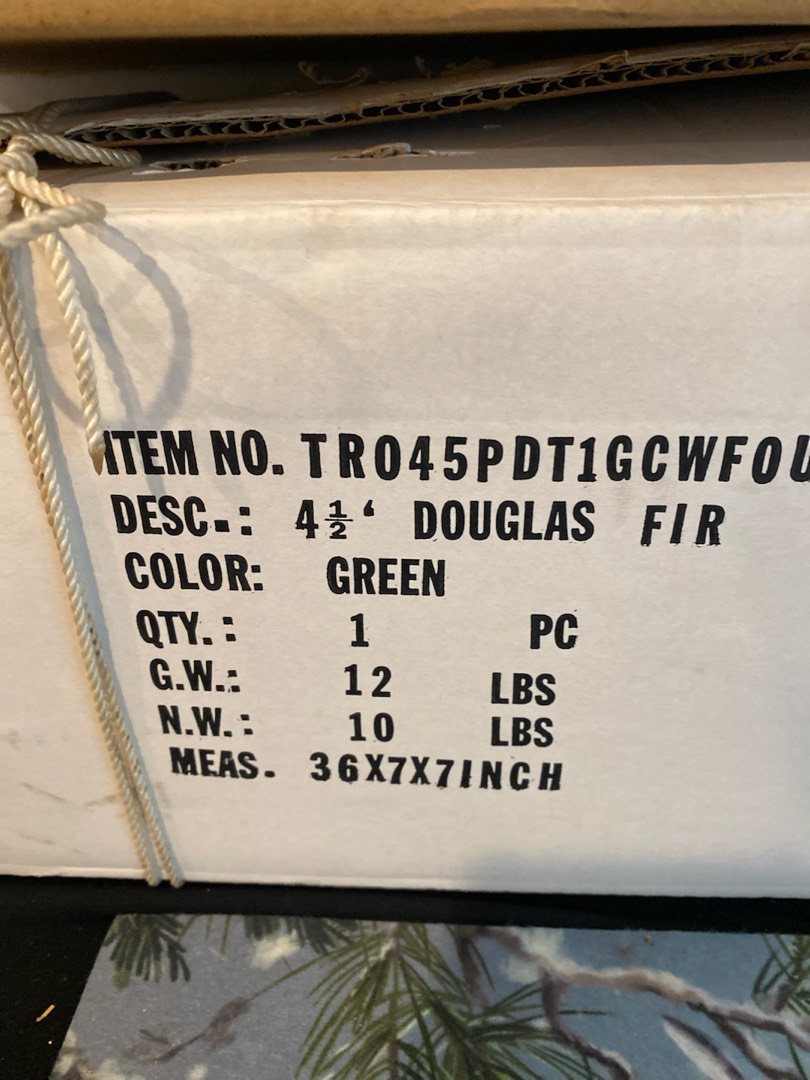 ITEM NO. TR045PDT1GCWFOU
DESC.: 4½‘ DOUGLAS FIR
COLOR: GREEN
QTY.: 1 PC
G.W.: 12 LBS
N.W.: 10 LBS
MEAS. 36X7X7INCH